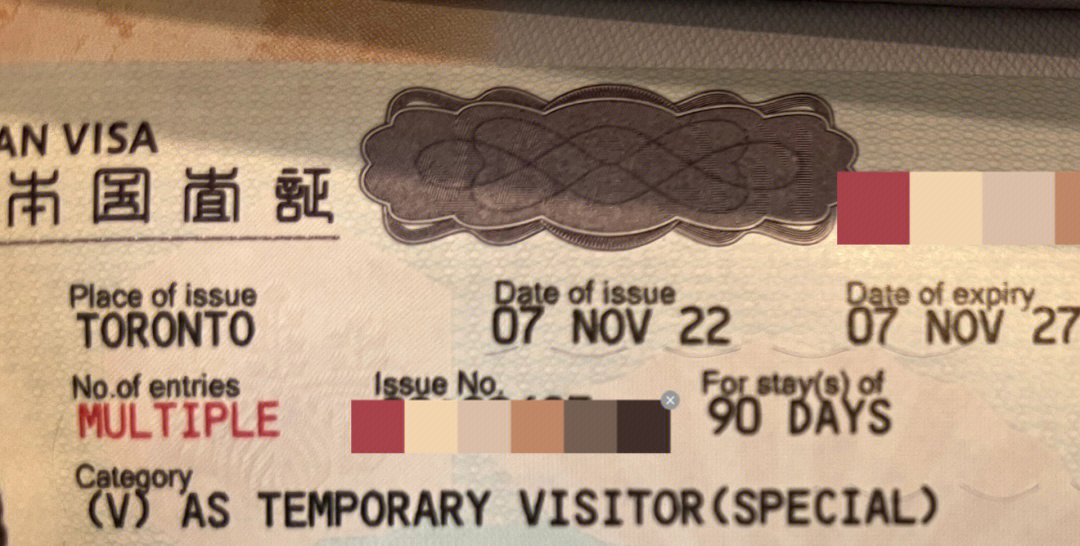 AN VISA
本国査証
Place of issue
TORONTO
Date of issue
07 NOV 22
Date of expiry
07 NOV 27
No.of entries
MULTIPLE
Issue No.
For stay(s) of
90 DAYS
Category
(V) AS TEMPORARY VISITOR(SPECIAL)